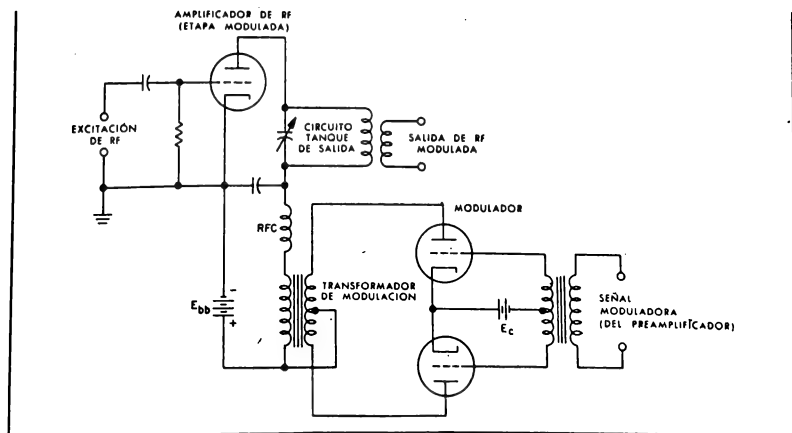 AMPLIFICADOR DE RF
(ETAPA MODULADA)
EXCITACIÓN
DE RF
CIRCUITO
TANQUE
DE SALIDA
SALIDA DE RF
MODULADA
RFC
MODULADOR
TRANSFORMADOR
DE MODULACION
Ebb
-
+
Ec
SEÑAL
MODULADORA
(DEL PREAMPLIFICADOR)